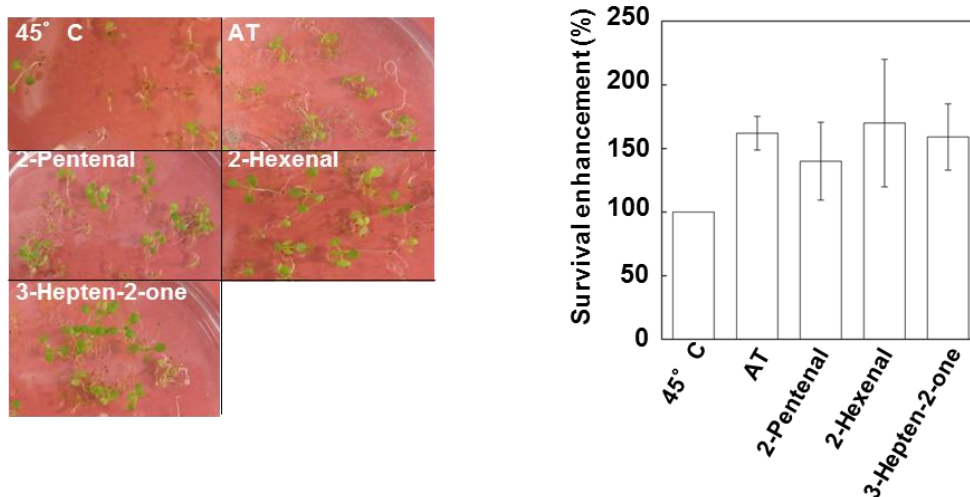 45° C
AT
2-Pentenal
2-Hexenal
3-Hepten-2-one
Survival enhancement (%)
250
200
150
100
50
0
45° C
AT
2-Pentenal
2-Hexenal
3-Hepten-2-one